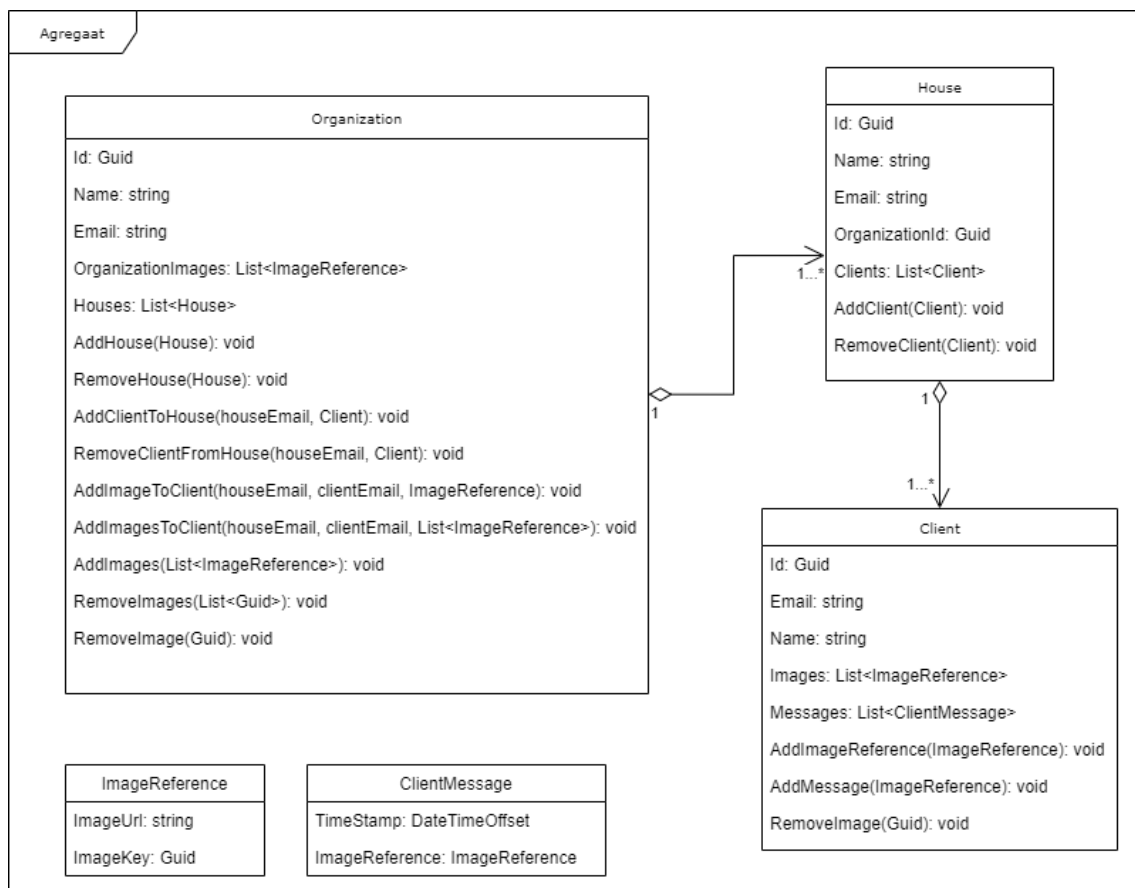 Agregaat
Organization
Id: Guid
Name: string
Email: string
OrganizationImages: List<ImageReference>
Houses: List<House>
AddHouse(House): void
RemoveHouse(House): void
AddClientToHouse(houseEmail, Client): void
RemoveClientFromHouse(houseEmail, Client): void
AddImageToClient(houseEmail, clientEmail, ImageReference): void
AddImagesToClient(houseEmail, clientEmail, List<ImageReference>): void
AddImages(List<ImageReference>): void
RemoveImages(List<Guid>): void
RemoveImage(Guid): void
1
1...*
House
Id: Guid
Name: string
Email: string
OrganizationId: Guid
Clients: List<Client>
AddClient(Client): void
RemoveClient(Client): void
1
1...*
Client
Id: Guid
Email: string
Name: string
Images: List<ImageReference>
Messages: List<ClientMessage>
AddImageReference(ImageReference): void
AddMessage(ImageReference): void
RemoveImage(Guid): void
ImageReference
ImageUrl: string
ImageKey: Guid
ClientMessage
TimeStamp: DateTimeOffset
ImageReference: ImageReference